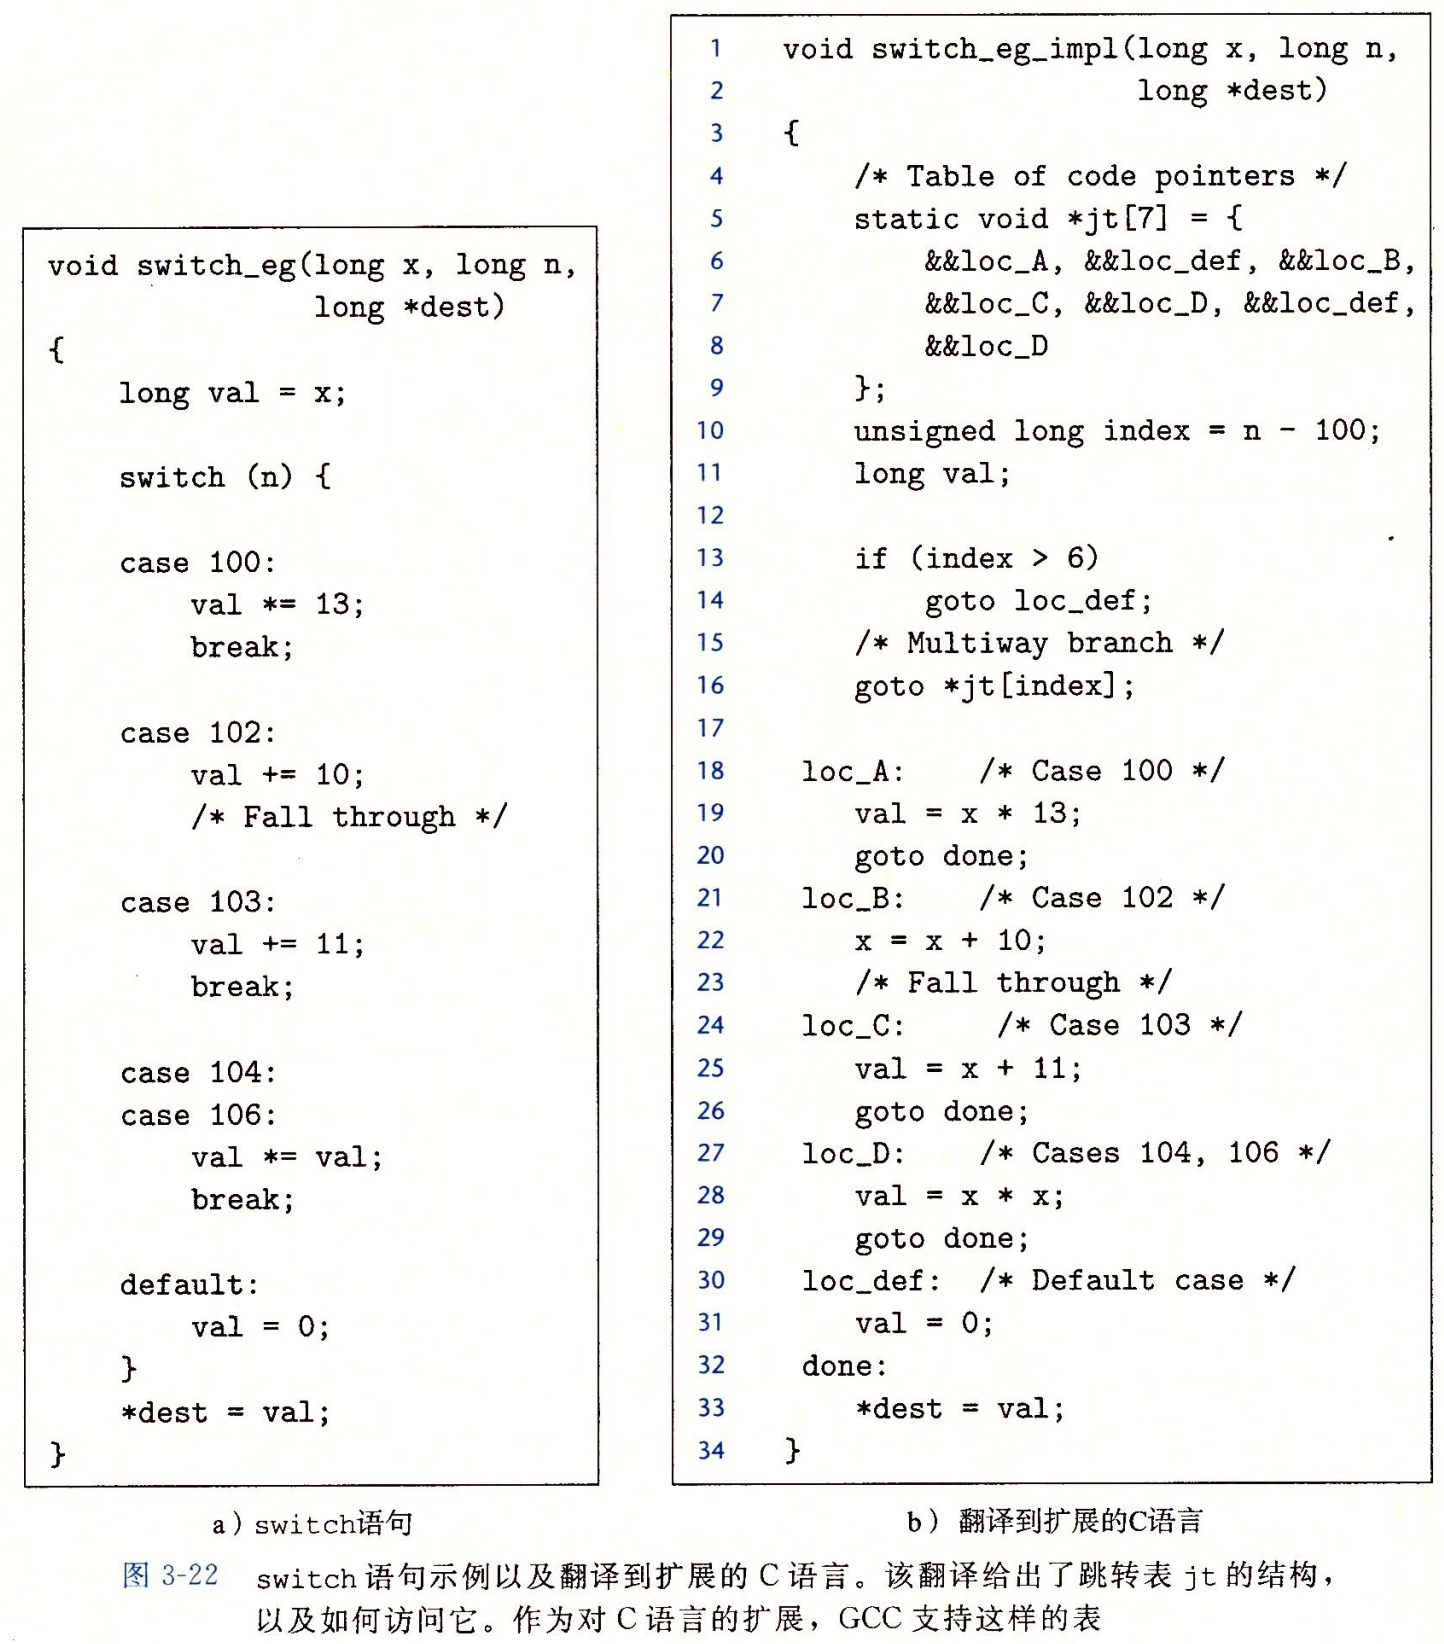 void switch_eg(long x, long n,
               long *dest)
{
    long val = x;

    switch (n) {

    case 100:
        val *= 13;
        break;

    case 102:
        val += 10;
        /* Fall through */

    case 103:
        val += 11;
        break;

    case 104:
    case 106:
        val *= val;
        break;

    default:
        val = 0;
    }
    *dest = val;
}
a) switch语句
1 void switch_eg_impl(long x, long n,
2                     long *dest)
3 {
4     /* Table of code pointers */
5     static void *jt[7] = {
6         &&loc_A, &&loc_def, &&loc_B,
7         &&loc_C, &&loc_D, &&loc_def,
8         &&loc_D
9     };
10     unsigned long index = n - 100;
11     long val;
12
13     if (index > 6)
14         goto loc_def;
15     /* Multiway branch */
16     goto *jt[index];
17
18  loc_A:    /* Case 100 */
19     val = x * 13;
20     goto done;
21  loc_B:    /* Case 102 */
22     x = x + 10;
23     /* Fall through */
24  loc_C:     /* Case 103 */
25     val = x + 11;
26     goto done;
27  loc_D:    /* Cases 104, 106 */
28     val = x * x;
29     goto done;
30  loc_def:  /* Default case */
31     val = 0;
32  done:
33     *dest = val;
34 }
b) 翻译到扩展的C语言
图 3-22 switch 语句示例以及翻译到扩展的 C 语言。该翻译给出了跳转表 jt 的结构，
以及如何访问它。作为对 C 语言的扩展，GCC 支持这样的表